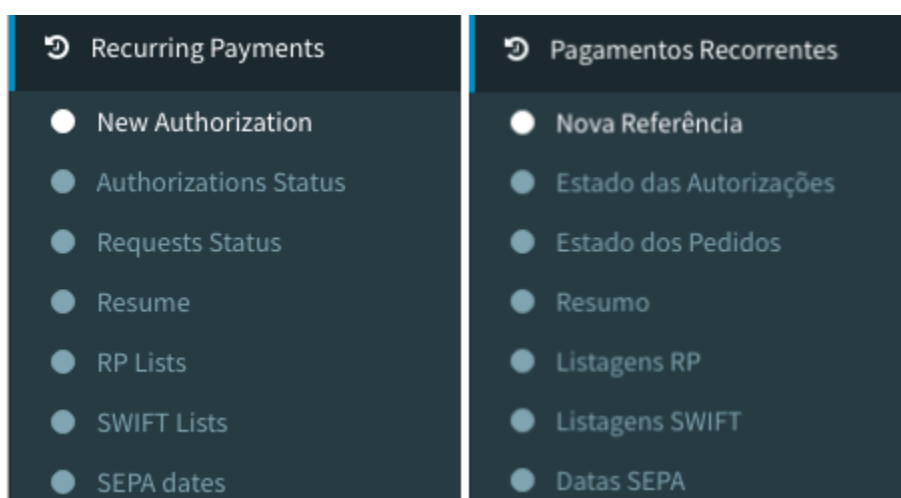 Recurring Payments
New Authorization
Authorizations Status
Requests Status
Resume
RP Lists
SWIFT Lists
SEPA dates
Pagamentos Recorrentes
Nova Referência
Estado das Autorizações
Estado dos Pedidos
Resumo
Listagens RP
Listagens SWIFT
Datas SEPA